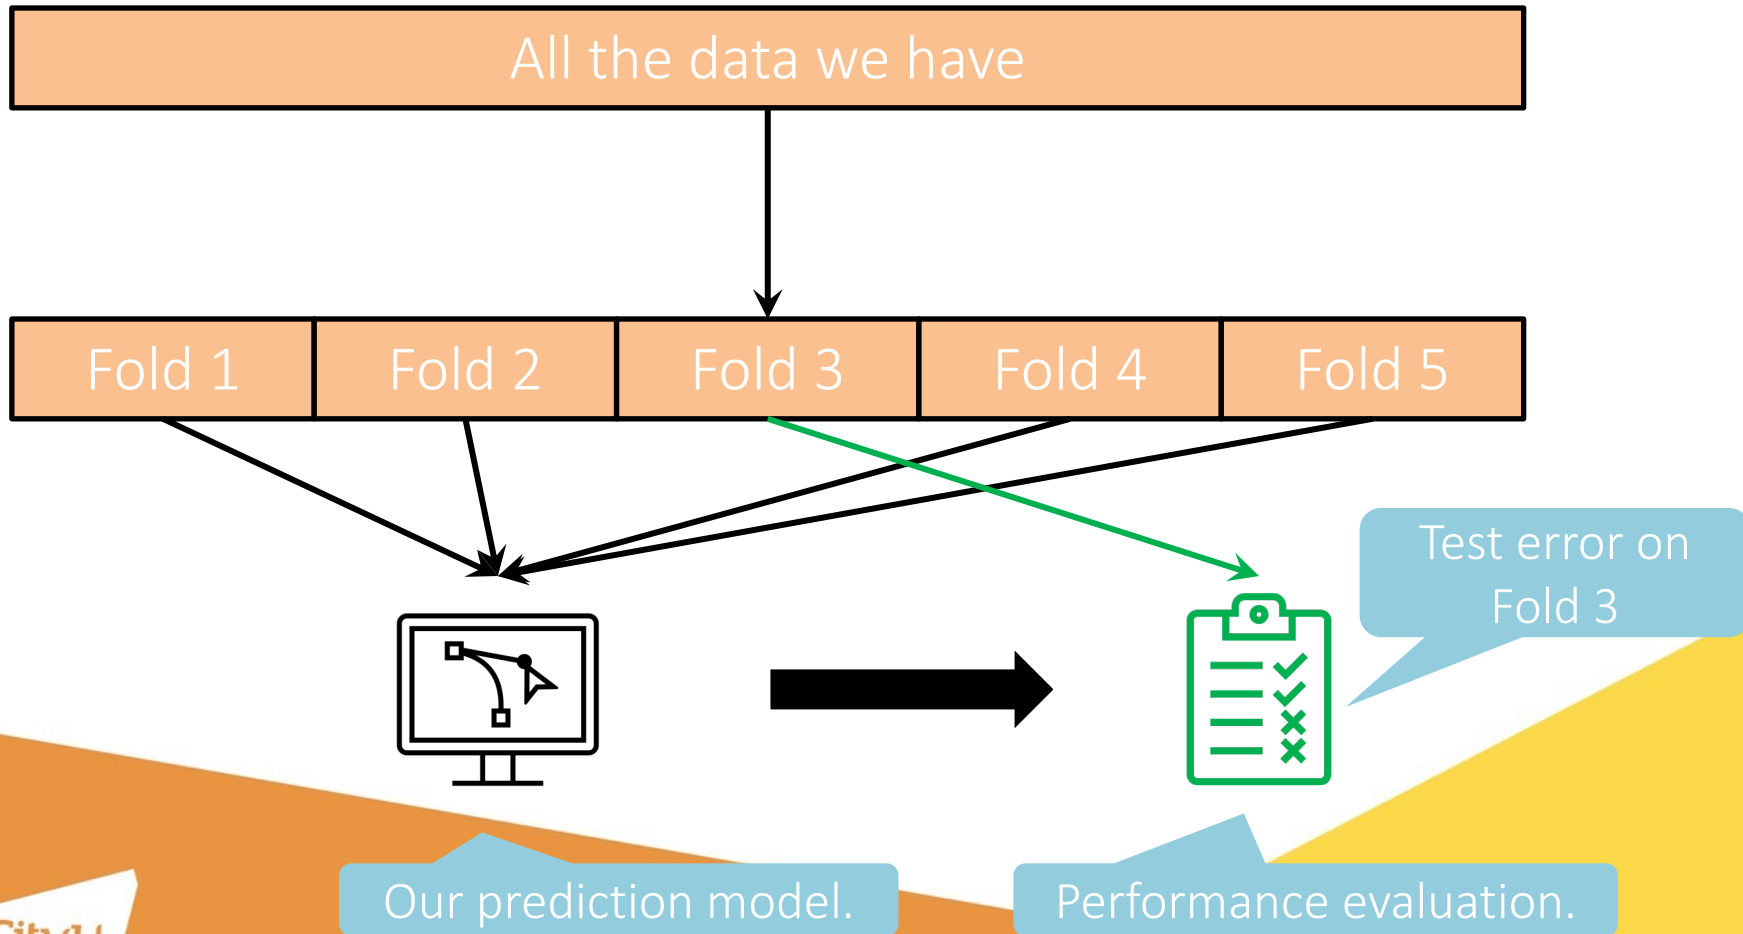 All the data we have
Fold 1
Fold 2
Fold 3
Fold 4
Fold 5
Test error on
Fold 3
Our prediction model.
Performance evaluation.